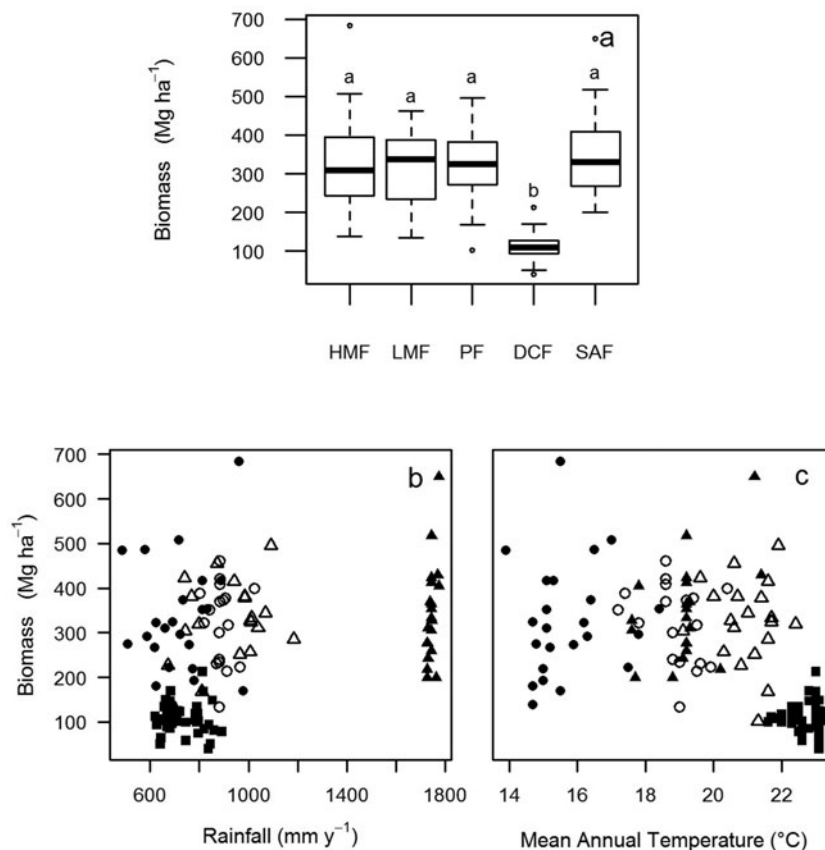 700
600
500
400
300
200
100
Biomass (Mg ha⁻¹)
a
a
a
a
b
a
HMF LMF PF DCF SAF
700
600
500
400
300
200
100
Biomass (Mg ha⁻¹)
b
c
600 1000 1400 1800
14 16 18 20 22
Rainfall (mm y⁻¹)
Mean Annual Temperature (°C)